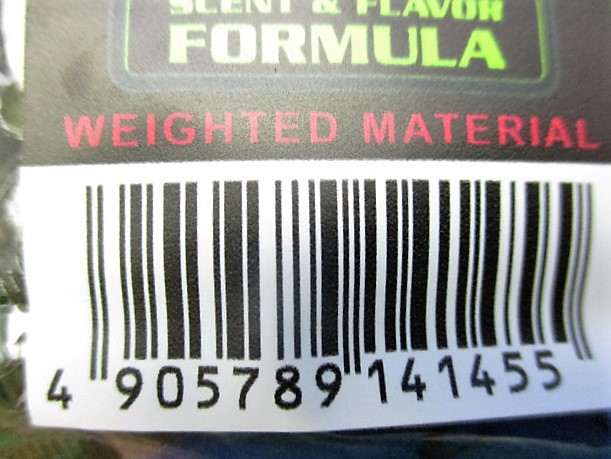 SCENT & FLAVOR
FORMULA
WEIGHTED MATERIAL
4 905789 141455